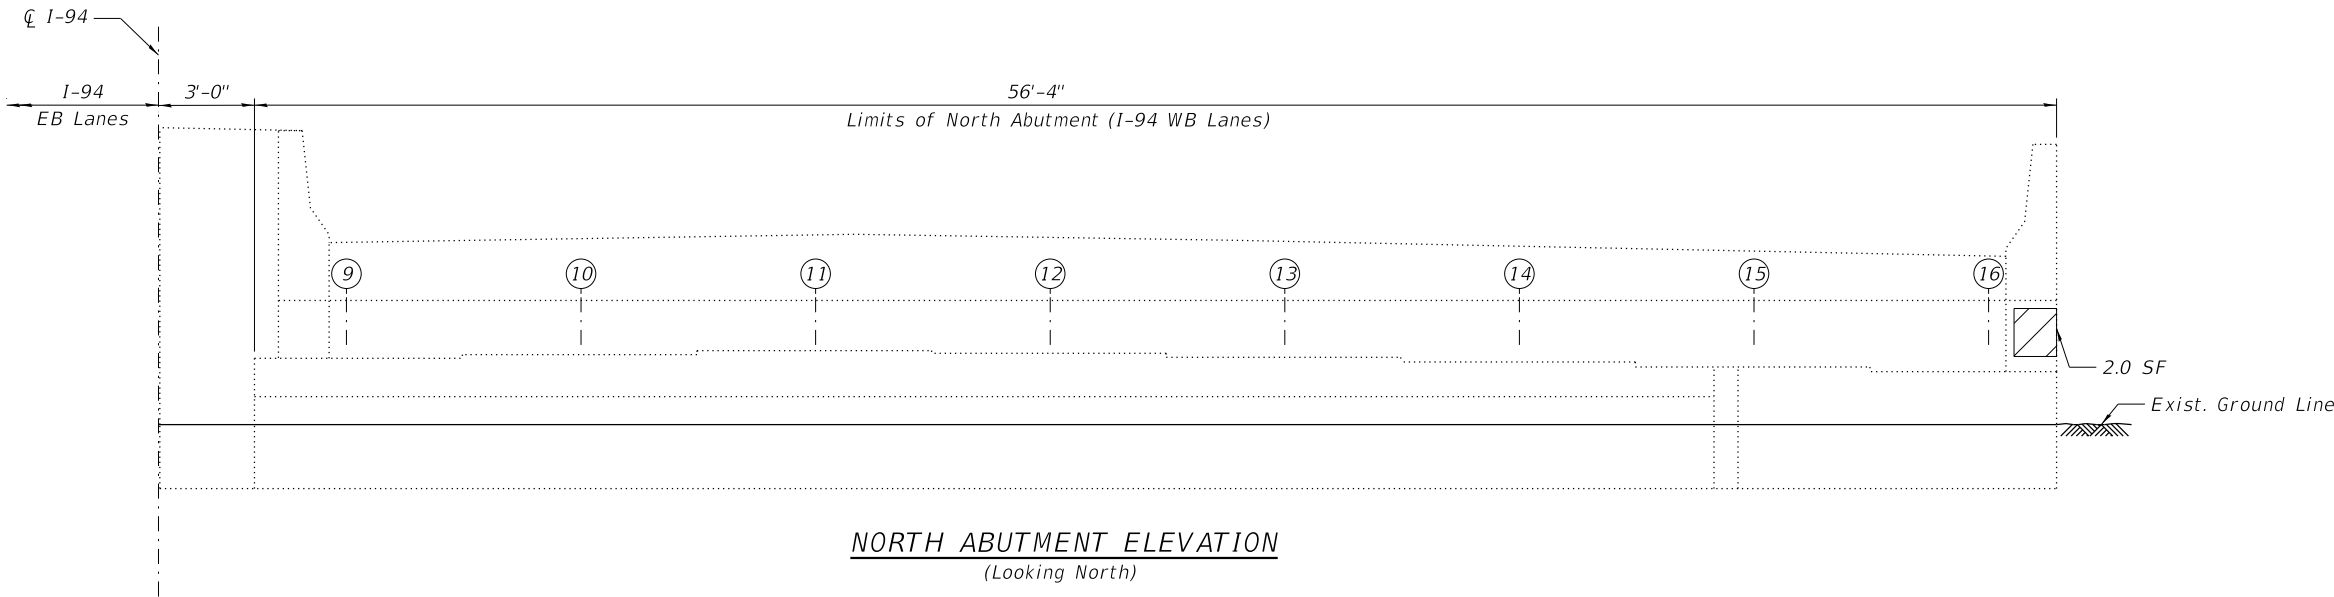 ℄ I-94
I-94
EB Lanes
3'-0"
56'-4"
Limits of North Abutment (I-94 WB Lanes)
9
10
11
12
13
14
15
16
2.0 SF
Exist. Ground Line
NORTH ABUTMENT ELEVATION
(Looking North)